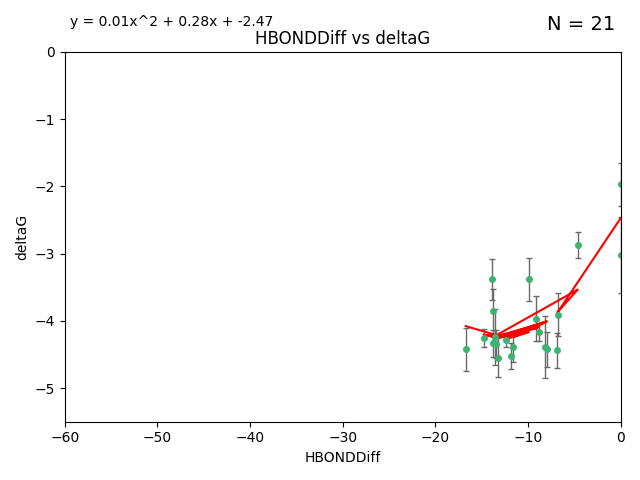 y = 0.01x^2 + 0.28x + -2.47
N = 21
HBONDDiff vs deltaG
0
−1
−2
−3
−4
−5
deltaG
−60
−50
−40
−30
−20
−10
0
HBONDDiff